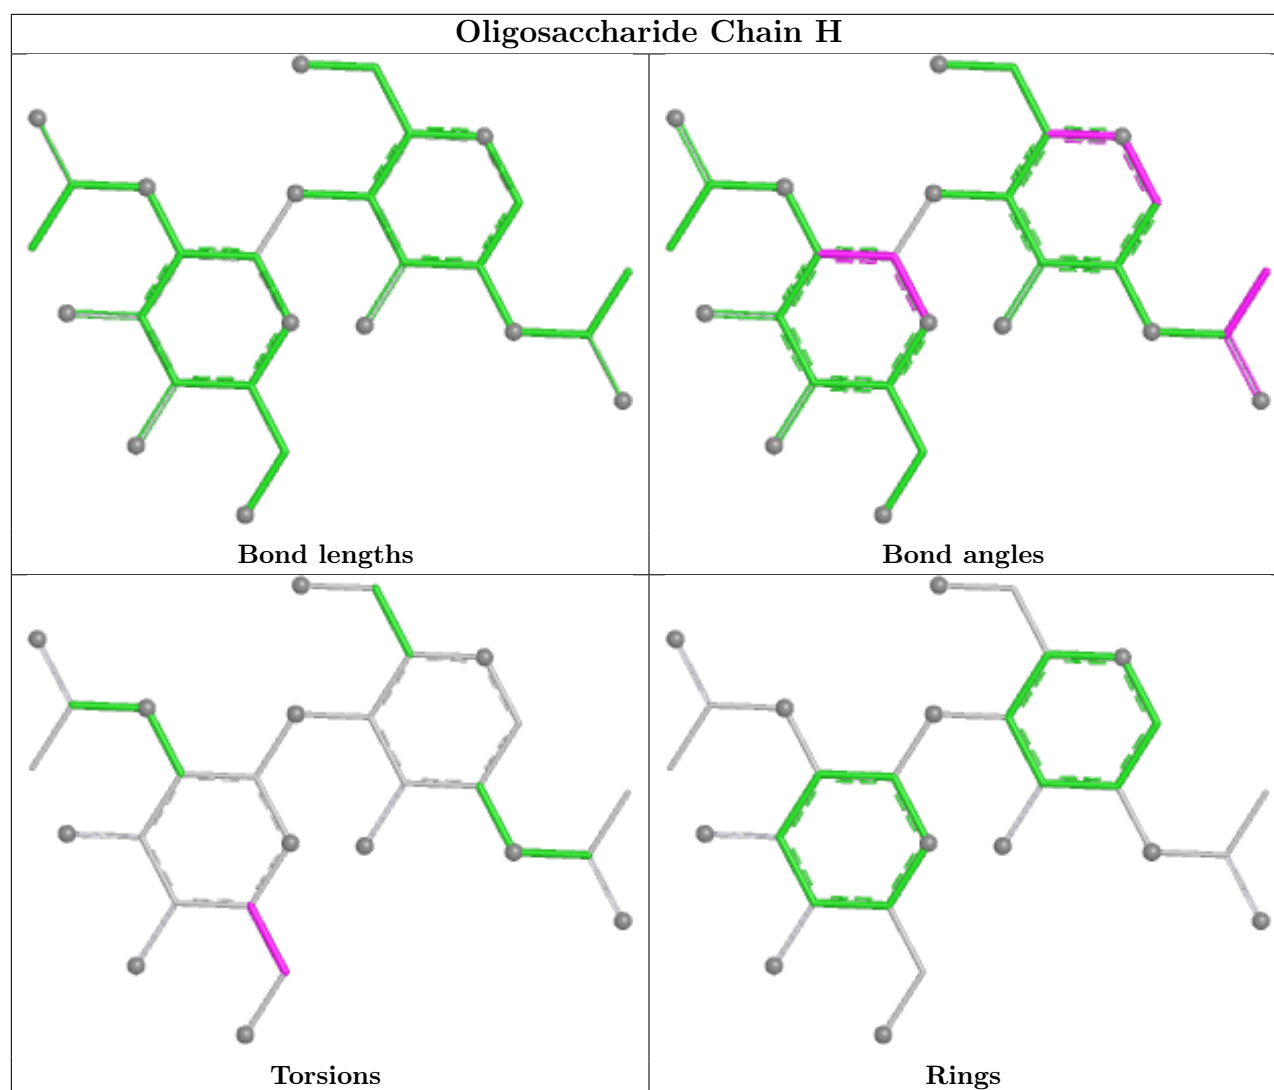 Oligosaccharide Chain H
Bond lengths
Bond angles
Torsions
Rings